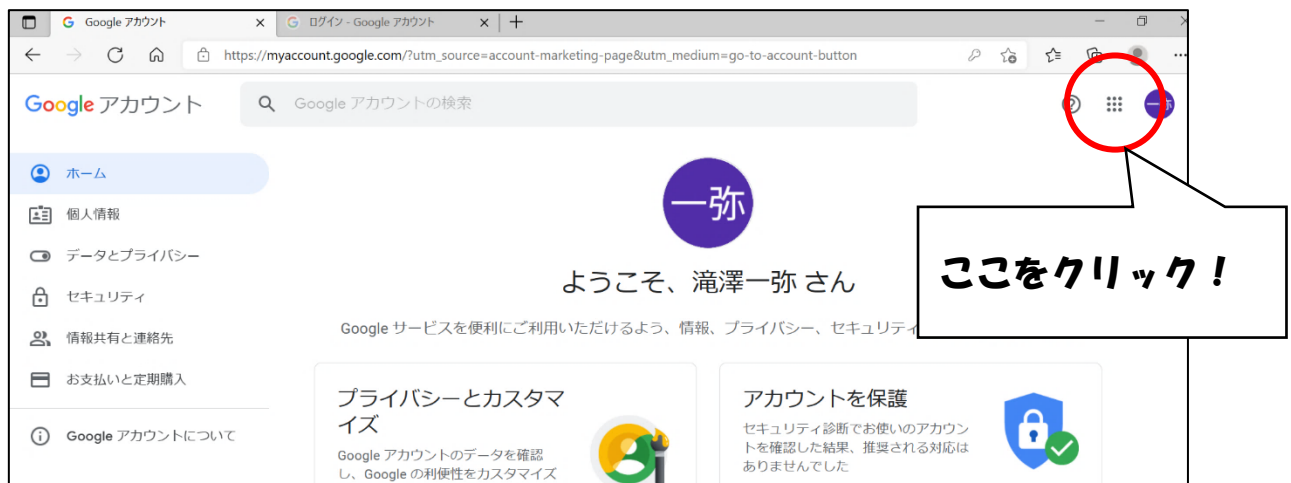 Google アカウント
ログイン - Google アカウント
https://myaccount.google.com/?utm_source=account-marketing-page&utm_medium=go-to-account-button
Google アカウント
Google アカウントの検索
一弥
ホーム
個人情報
データとプライバシー
セキュリティ
情報共有と連絡先
お支払いと定期購入
Google アカウントについて
一弥
ようこそ、滝澤一弥 さん
Google サービスを便利にご利用いただけるよう、情報、プライバシー、セキュリティ
ここをクリック！
プライバシーとカスタマ
イズ
Google アカウントのデータを確認
し、Google の利便性をカスタマイズ
アカウントを保護
セキュリティ診断でお使いのアカウン
トを確認した結果、推奨される対応は
ありませんでした